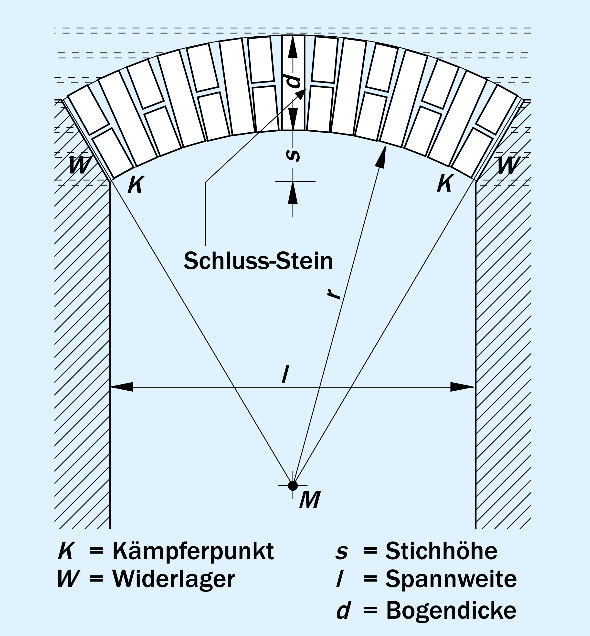 d
W
W
s
K
K
Schluss-Stein
r
l
M
K = Kämpferpunkt
W = Widerlager
s = Stichhöhe
l = Spannweite
d = Bogendicke